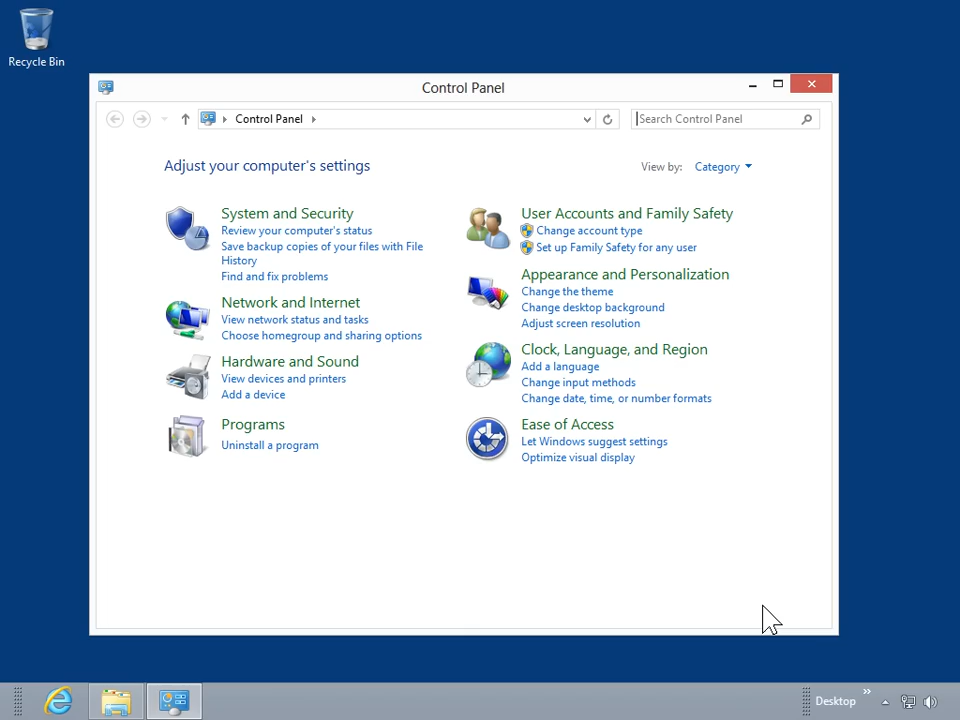 Recycle Bin
Control Panel
Control Panel
Search Control Panel
Adjust your computer's settings
View by: Category
System and Security
Review your computer's status
Save backup copies of your files with File
History
Find and fix problems
Network and Internet
View network status and tasks
Choose homegroup and sharing options
Hardware and Sound
View devices and printers
Add a device
Programs
Uninstall a program
User Accounts and Family Safety
Change account type
Set up Family Safety for any user
Appearance and Personalization
Change the theme
Change desktop background
Adjust screen resolution
Clock, Language, and Region
Add a language
Change input methods
Change date, time, or number formats
Ease of Access
Let Windows suggest settings
Optimize visual display
Desktop